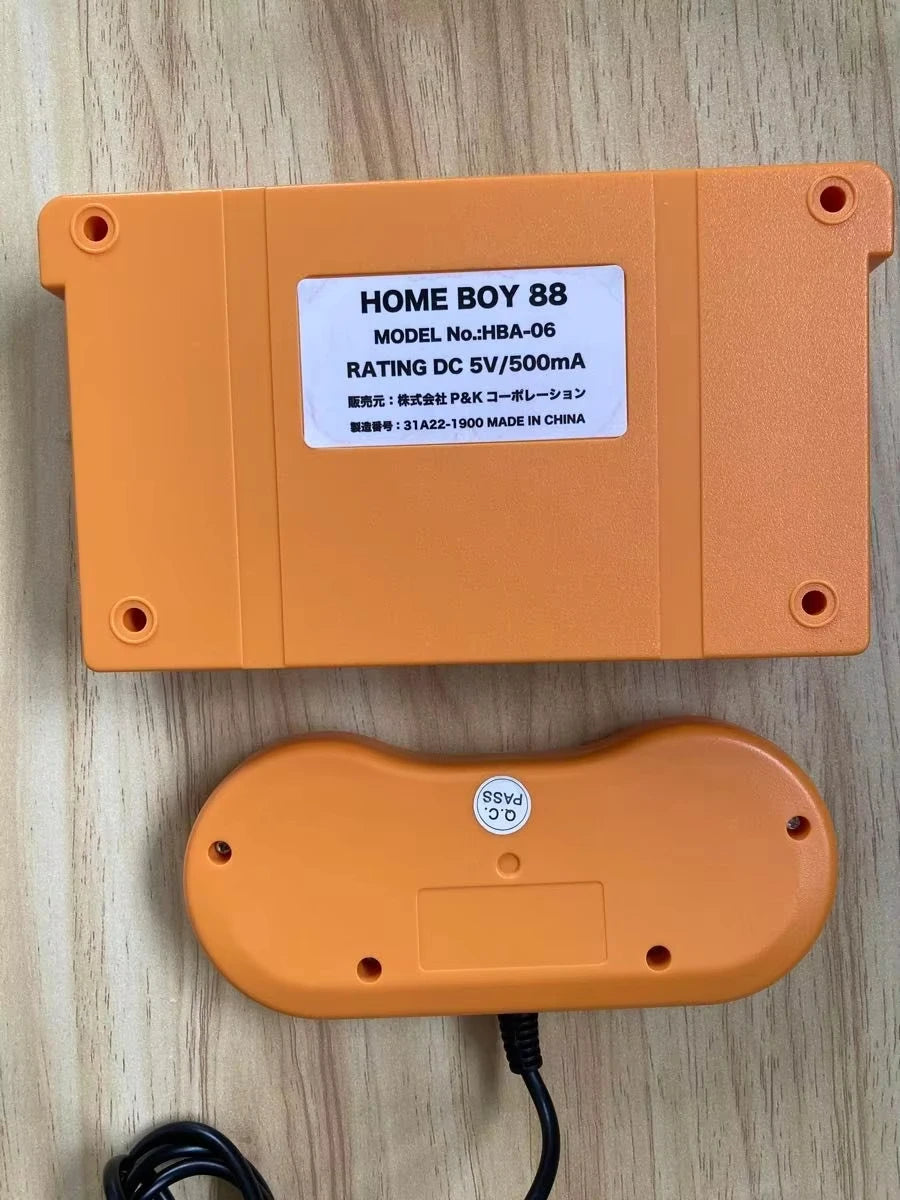 HOME BOY 88
MODEL No.:HBA-06
RATING DC 5V/500mA
販売元：株式会社 P&K コーポレーション
製造番号：31A22-1900 MADE IN CHINA
Q.C.
PASS